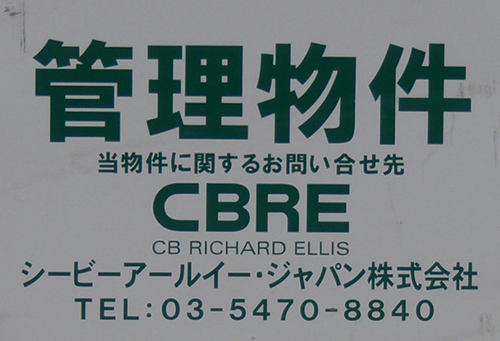 管理物件
当物件に関するお問い合せ先
CBRE
CB RICHARD ELLIS
シービーアールイー・ジャパン株式会社
TEL:03-5470-8840